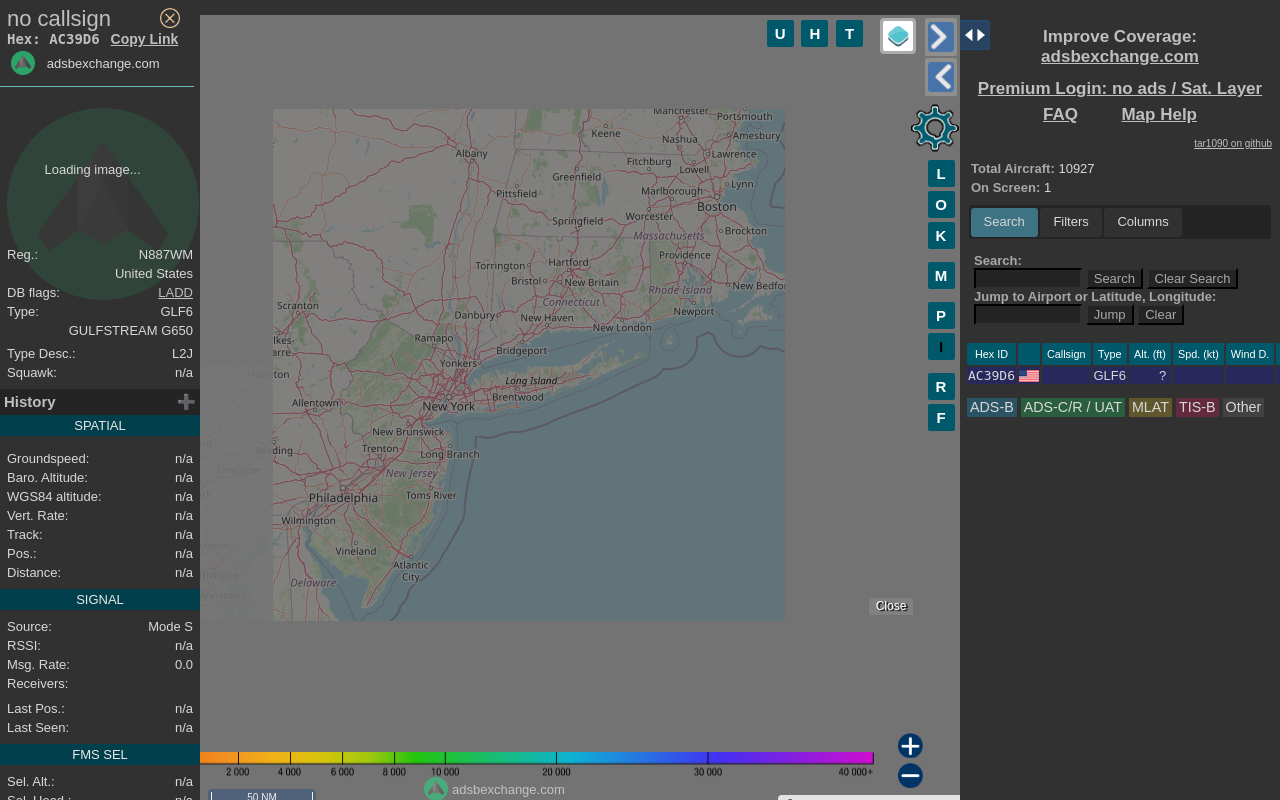 no callsign
Hex: AC39D6 Copy Link
adsbexchange.com
Loading image...
Reg.: N887WM
United States
DB flags: LADD
Type: GLF6
GULFSTREAM G650
Type Desc.: L2J
Squawk: n/a
History
SPATIAL
Groundspeed: n/a
Baro. Altitude: n/a
WGS84 altitude: n/a
Vert. Rate: n/a
Track: n/a
Pos.: n/a
Distance: n/a
SIGNAL
Source: Mode S
RSSI: n/a
Msg. Rate: 0.0
Receivers:
Last Pos.: n/a
Last Seen: n/a
FMS SEL
Sel. Alt.: n/a
U H T
L
O
K
M
P
I
R
F
Manchester
Portsmouth
Keene
Nashua
Amesbury
Albany
Fitchburg
Lawrence
Greenfield
Lowell
Pittsfield
Marlborough
Lynn
Springfield
Worcester
Boston
Massachusetts
Brockton
Torrington
Hartford
Providence
Bristol
New Britain
Rhode Island
New Bedfo
Scranton
Connecticut
Danbury
New Haven
Newport
New London
Ramapo
Bridgeport
Yonkers
Long Island
Brentwood
Allentown
New York
New Brunswick
Trenton
Long Branch
New Jersey
Philadelphia
Toms River
Wilmington
Vineland
Atlantic
City
Delaware
Close
2 000 4 000 6 000 8 000 10 000 20 000 30 000 40 000+
adsbexchange.com
50 NM
Improve Coverage:
adsbexchange.com
Premium Login: no ads / Sat. Layer
FAQ Map Help
tar1090 on github
Total Aircraft: 10927
On Screen: 1
Search Filters Columns
Search:
Search Clear Search
Jump to Airport or Latitude, Longitude:
Jump Clear
Hex ID Callsign Type Alt. (ft) Spd. (kt) Wind D.
AC39D6 GLF6 ?
ADS-B ADS-C/R / UAT MLAT TIS-B Other